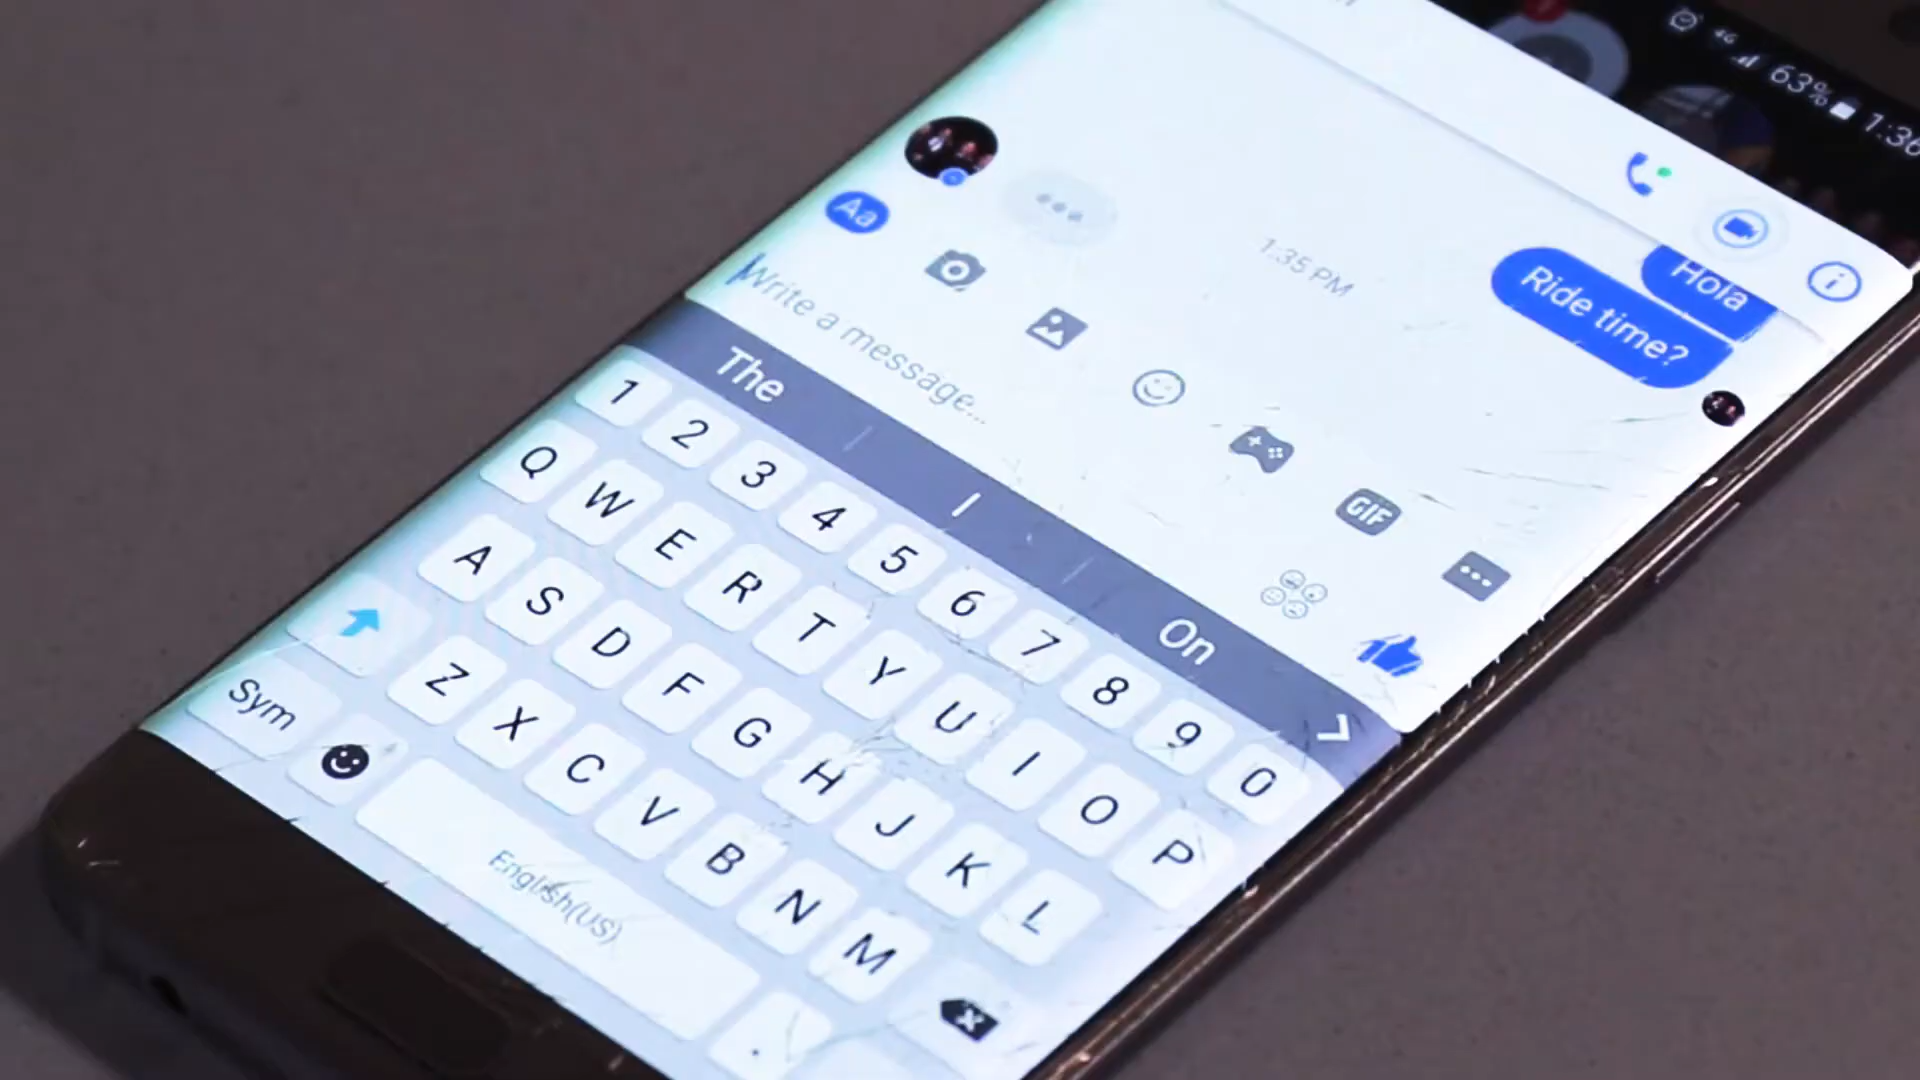 4G 63% 1:36
Hola
Ride time?
1:35 PM
Aa
Write a message...
GIF
The | I | On
1 2 3 4 5 6 7 8 9 0
Q W E R T Y U I O P
A S D F G H J K L
Z X C V B N M
Sym English(US) .